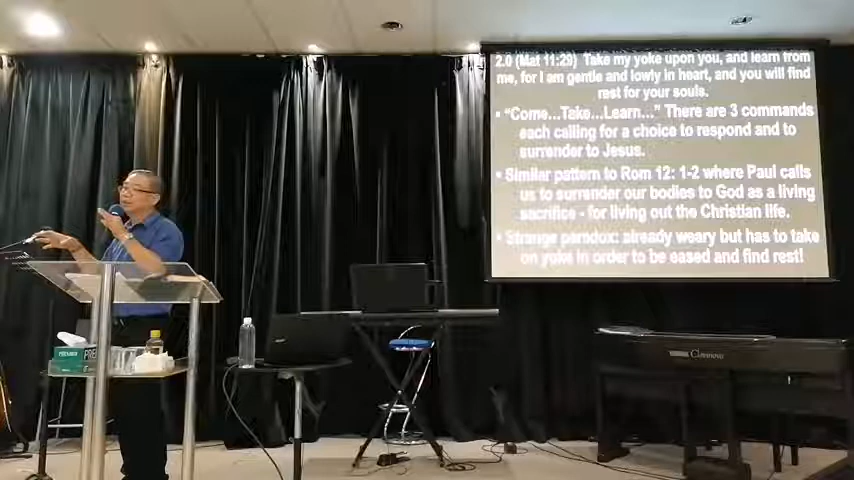 2.0 (Mat 11:29) Take my yoke upon you, and learn from
me, for I am gentle and lowly in heart, and you will find
rest for your souls.
• "Come...Take...Learn..." There are 3 commands
each calling for a choice to respond and to
surrender to Jesus.
• Similar pattern to Rom 12: 1-2 where Paul calls
us to surrender our bodies to God as a living
sacrifice - for living out the Christian life.
• Strange paradox: already weary but has to take
on yoke in order to be eased and find rest!
PREMIER
Clavinova